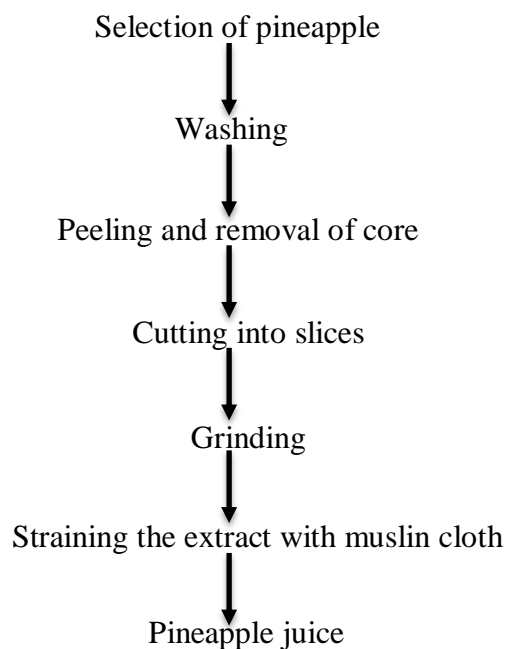 Selection of pineapple
Washing
Peeling and removal of core
Cutting into slices
Grinding
Straining the extract with muslin cloth
Pineapple juice